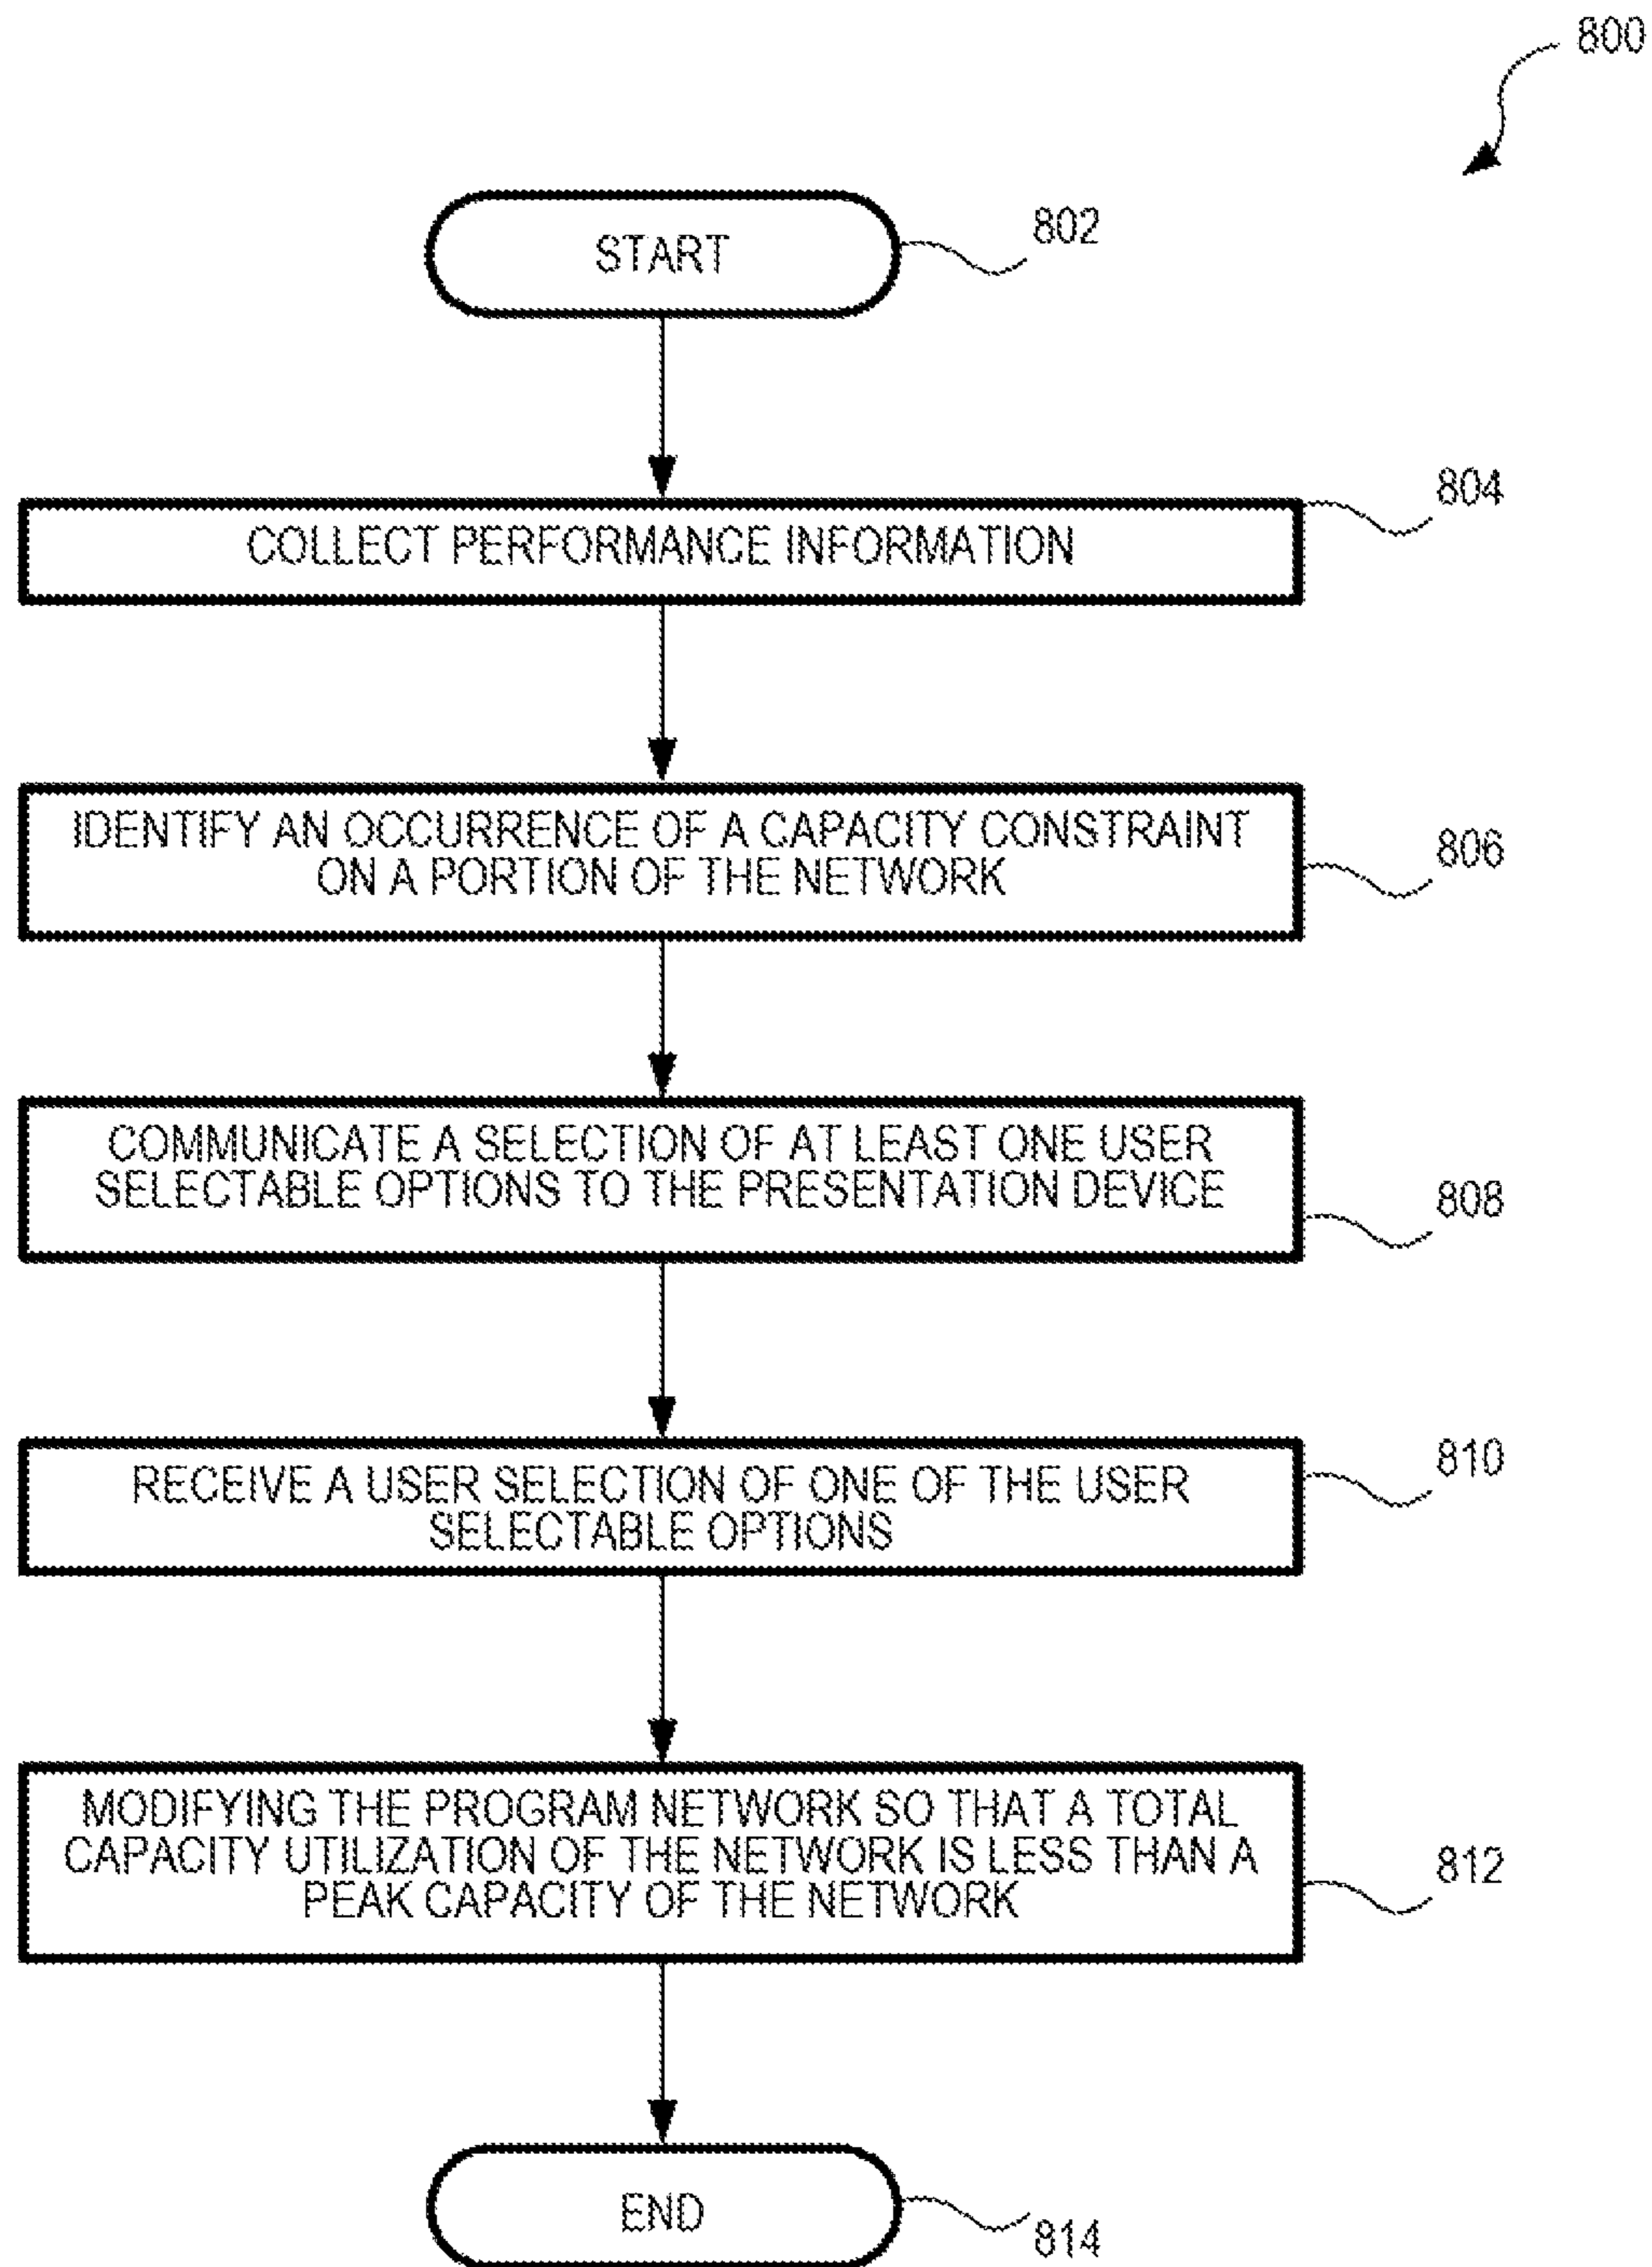 800
START
802
COLLECT PERFORMANCE INFORMATION
804
IDENTIFY AN OCCURRENCE OF A CAPACITY CONSTRAINT
ON A PORTION OF THE NETWORK
806
COMMUNICATE A SELECTION OF AT LEAST ONE USER
SELECTABLE OPTIONS TO THE PRESENTATION DEVICE
808
RECEIVE A USER SELECTION OF ONE OF THE USER
SELECTABLE OPTIONS
810
MODIFYING THE PROGRAM NETWORK SO THAT A TOTAL
CAPACITY UTILIZATION OF THE NETWORK IS LESS THAN A
PEAK CAPACITY OF THE NETWORK
812
END
814